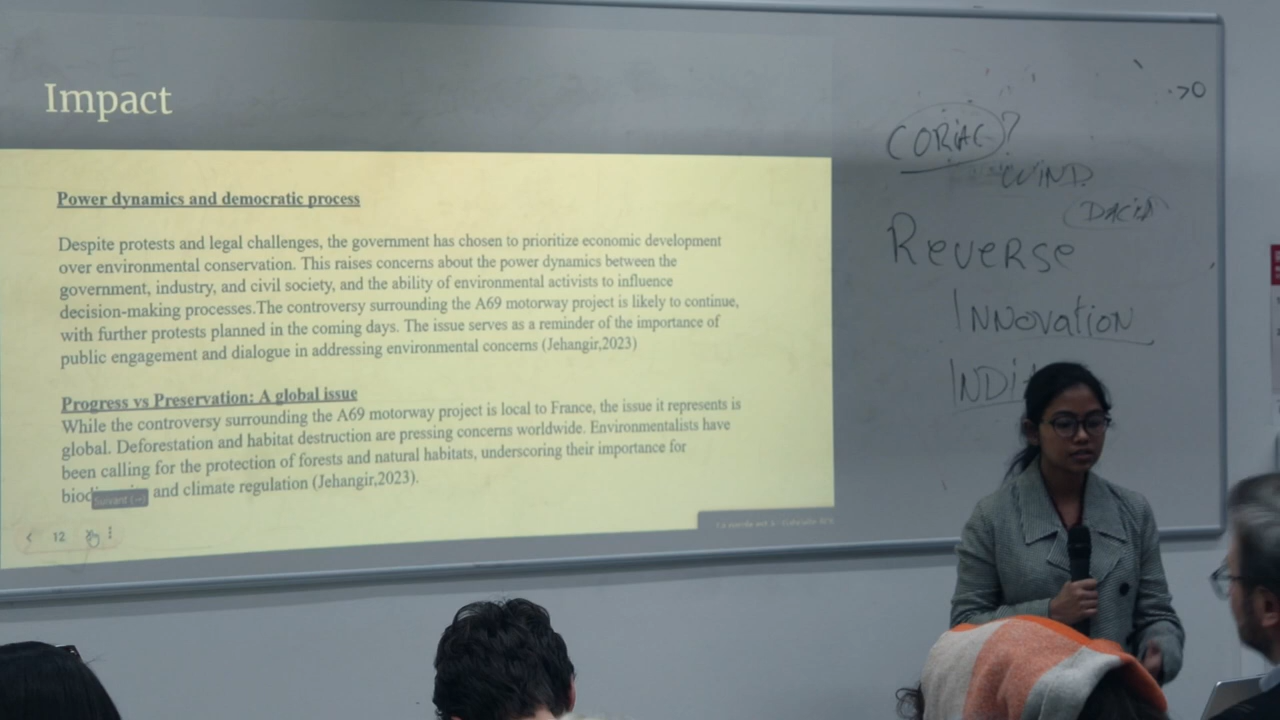 Impact
Power dynamics and democratic process
Despite protests and legal challenges, the government has chosen to prioritize economic development
over environmental conservation. This raises concerns about the power dynamics between the
government, industry, and civil society, and the ability of environmental activists to influence
decision-making processes.The controversy surrounding the A69 motorway project is likely to continue,
with further protests planned in the coming days. The issue serves as a reminder of the importance of
public engagement and dialogue in addressing environmental concerns (Jehangir,2023)
Progress vs Preservation: A global issue
While the controversy surrounding the A69 motorway project is local to France, the issue it represents is
global. Deforestation and habitat destruction are pressing concerns worldwide. Environmentalists have
been calling for the protection of forests and natural habitats, underscoring their importance for
and climate regulation (Jehangir,2023).
Suivant (→)
12
.>0
CORiAC?
WIND
DACiA
Reverse
INNovation